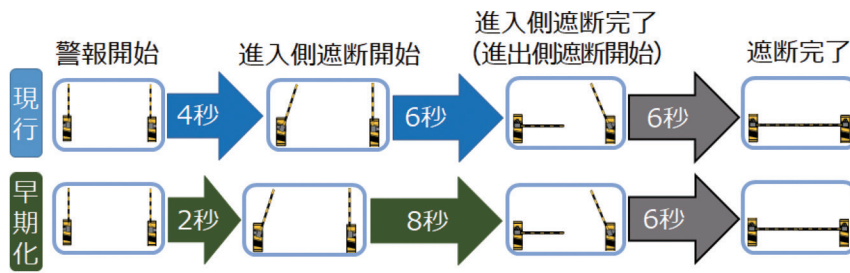 警報開始
進入側遮断開始
進入側遮断完了
(進出側遮断開始)
遮断完了
現行
4秒
6秒
6秒
早期化
2秒
8秒
6秒